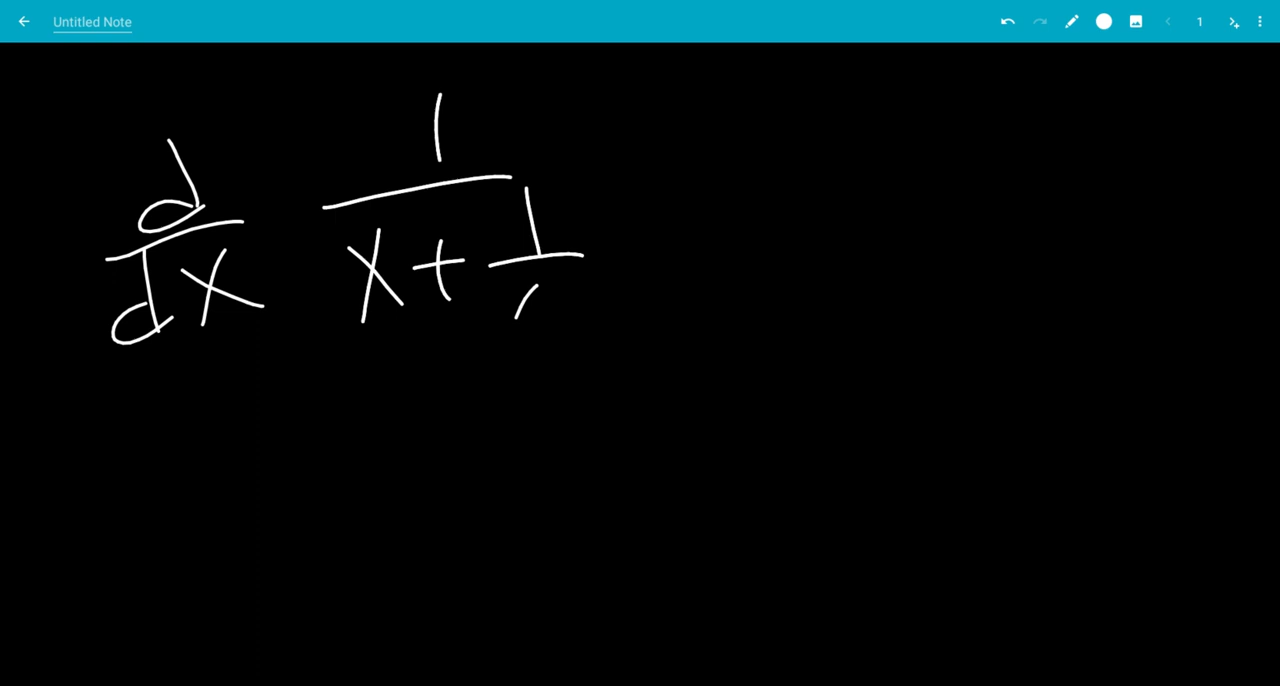 Untitled Note
1
d/dx 1/(x+1/